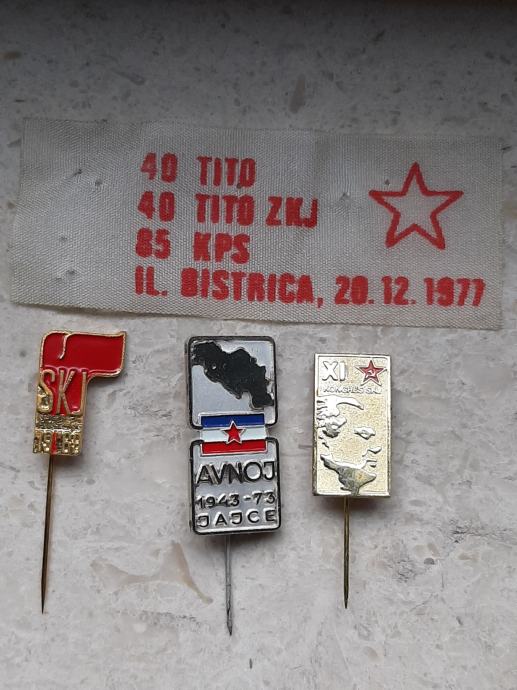 40 TITO
40 TITO ZKJ
85 KPS
IL. BISTRICA, 20.12.1977
SKJ
AVNOJ
1943-73
JAJCE
XI
KONGRES SKJ